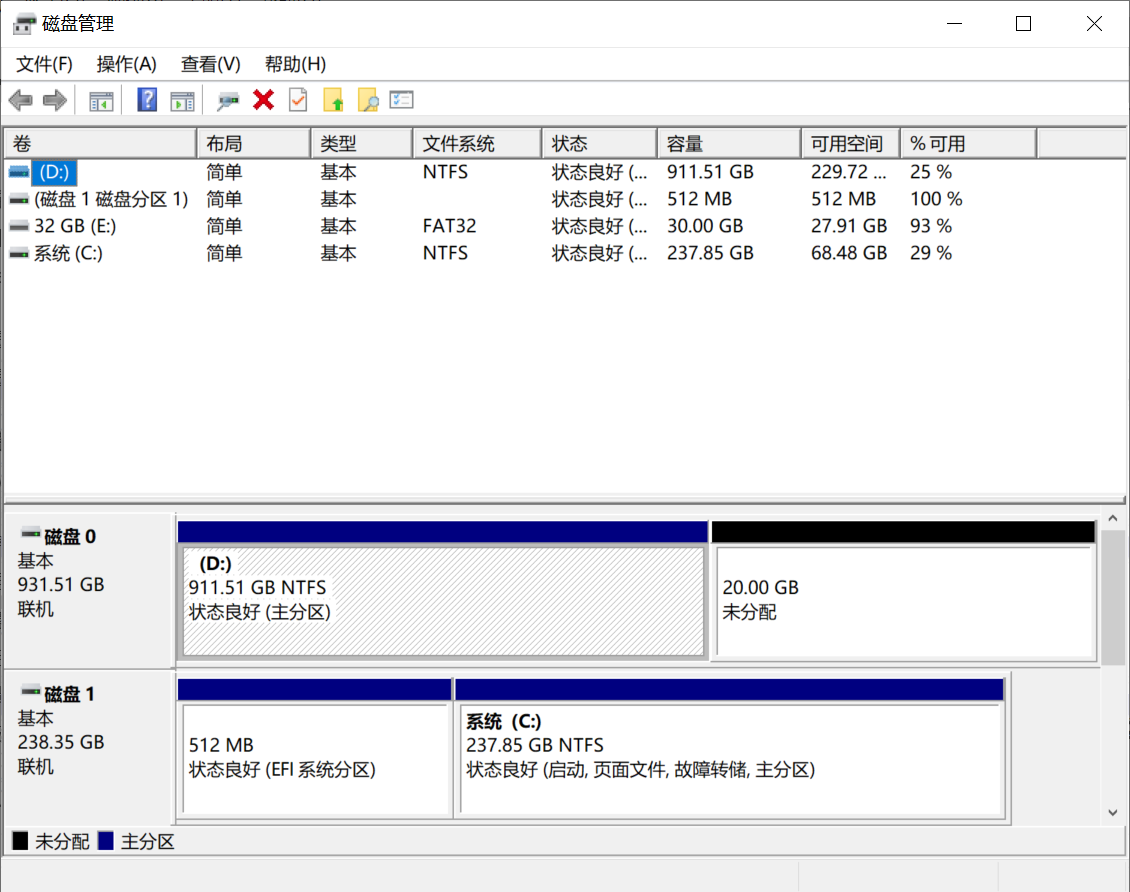 磁盘管理
文件(F) 操作(A) 查看(V) 帮助(H)
卷 布局 类型 文件系统 状态 容量 可用空间 % 可用
(D:) 简单 基本 NTFS 状态良好 (... 911.51 GB 229.72 ... 25 %
(磁盘 1 磁盘分区 1) 简单 基本 状态良好 (... 512 MB 512 MB 100 %
32 GB (E:) 简单 基本 FAT32 状态良好 (... 30.00 GB 27.91 GB 93 %
系统 (C:) 简单 基本 NTFS 状态良好 (... 237.85 GB 68.48 GB 29 %
磁盘 0
基本
931.51 GB
联机
(D:)
911.51 GB NTFS
状态良好 (主分区)
20.00 GB
未分配
磁盘 1
基本
238.35 GB
联机
512 MB
状态良好 (EFI 系统分区)
系统 (C:)
237.85 GB NTFS
状态良好 (启动, 页面文件, 故障转储, 主分区)
未分配 主分区